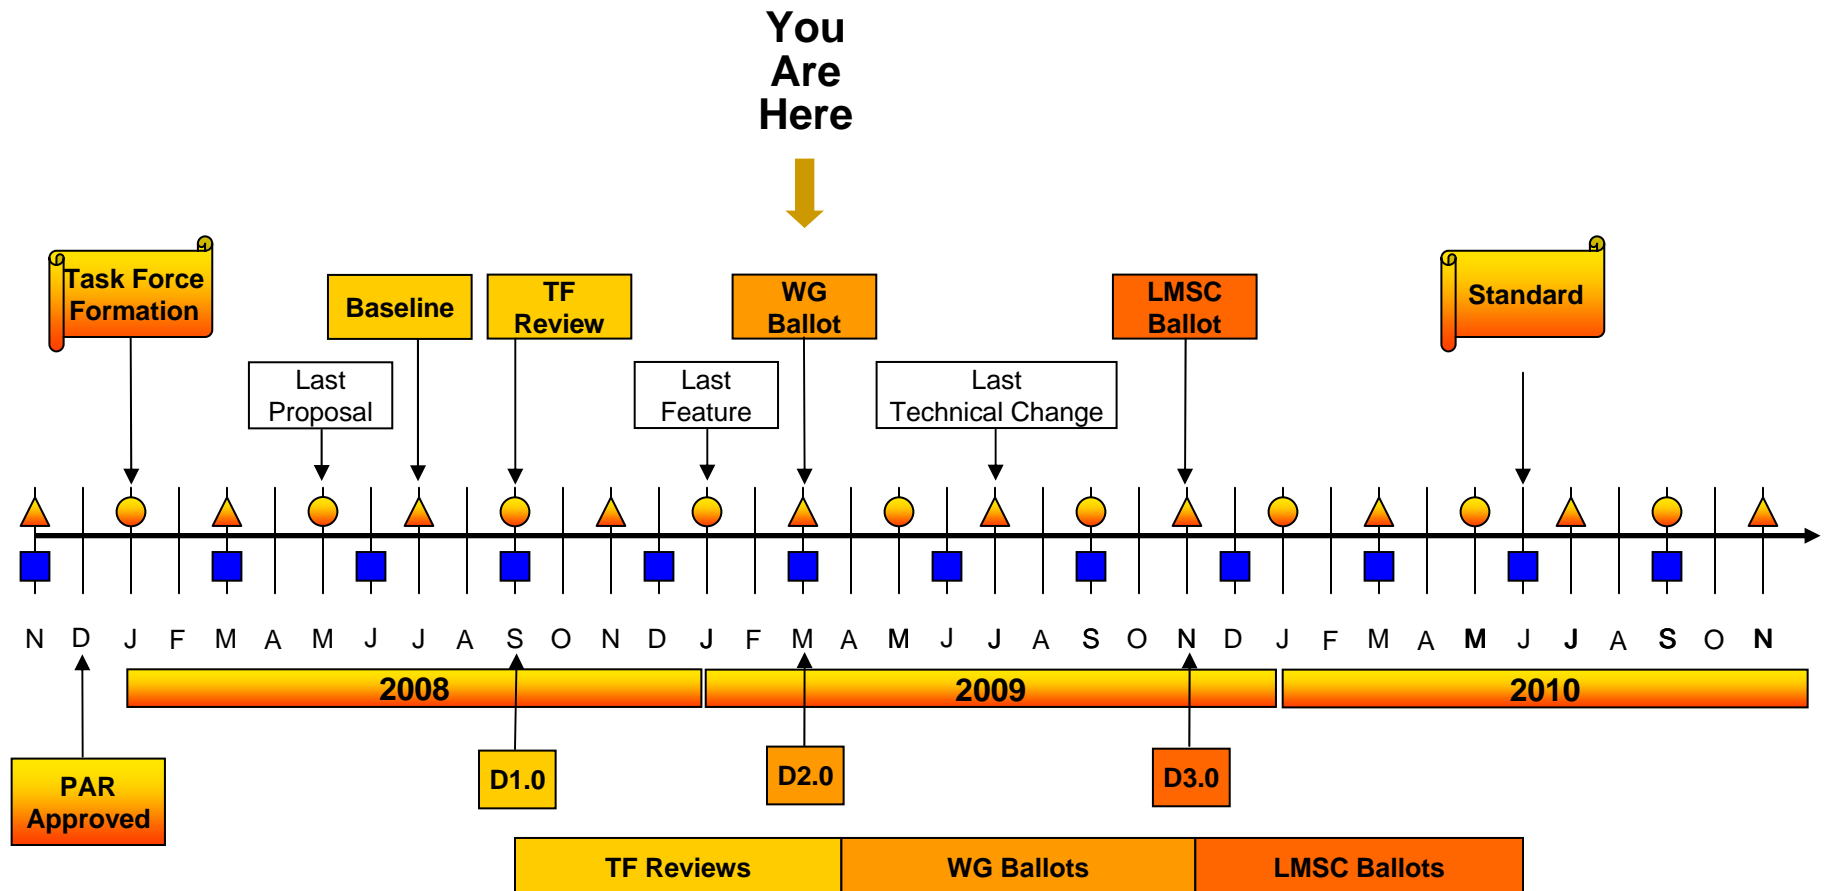 You
Are
Here
Task Force
Formation
Baseline
TF
Review
WG
Ballot
LMSC
Ballot
Standard
Last
Proposal
Last
Feature
Last
Technical Change
N D J F M A M J J A S O N D J F M A M J J A S O N D J F M A M J J A S O N
2008 2009 2010
PAR
Approved
D1.0
D2.0
D3.0
TF Reviews WG Ballots LMSC Ballots